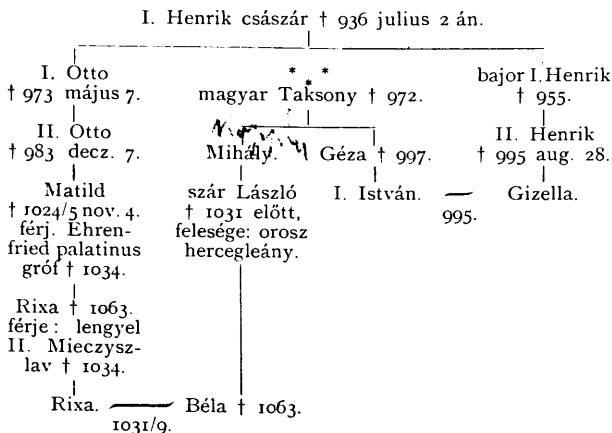 I. Henrik császár † 936 julius 2 án.
I. Otto
† 973 május 7.
* * *
magyar Taksony † 972.
bajor I. Henrik
† 955.
II. Otto
† 983 decz. 7.
Mihály.
Géza † 997.
II. Henrik
† 995 aug. 28.
Matild
† 1024/5 nov. 4.
férj. Ehren-
fried palatinus
gróf † 1034.
szár László
† 1031 előtt,
felesége: orosz
hercegleány.
I. István.
995.
Gizella.
Rixa † 1063.
férje: lengyel
II. Mieczysz-
lav † 1034.
Rixa.
1031/9.
Béla † 1063.